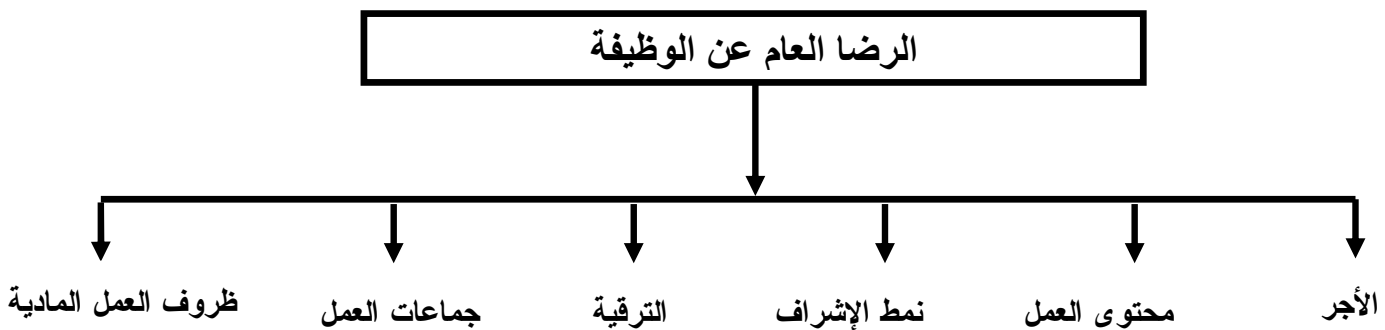 الرضا العام عن الوظيفة
الأجر
محتوى العمل
نمط الإشراف
الترقية
جماعات العمل
ظروف العمل المادية